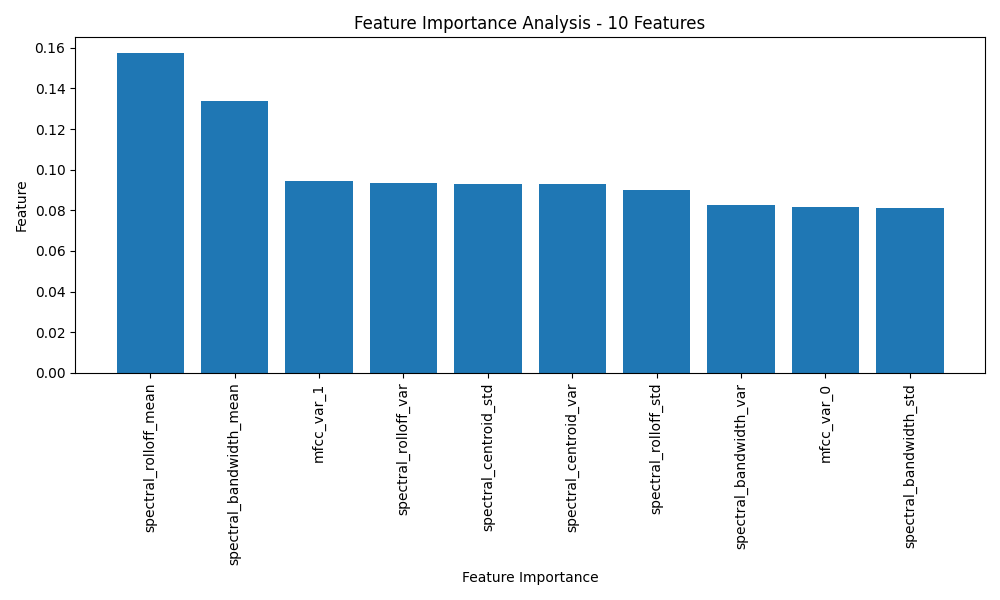 Feature Importance Analysis - 10 Features
Feature
0.16
0.14
0.12
0.10
0.08
0.06
0.04
0.02
0.00
spectral_rolloff_mean
spectral_bandwidth_mean
mfcc_var_1
spectral_rolloff_var
spectral_centroid_std
spectral_centroid_var
spectral_rolloff_std
spectral_bandwidth_var
mfcc_var_0
spectral_bandwidth_std
Feature Importance